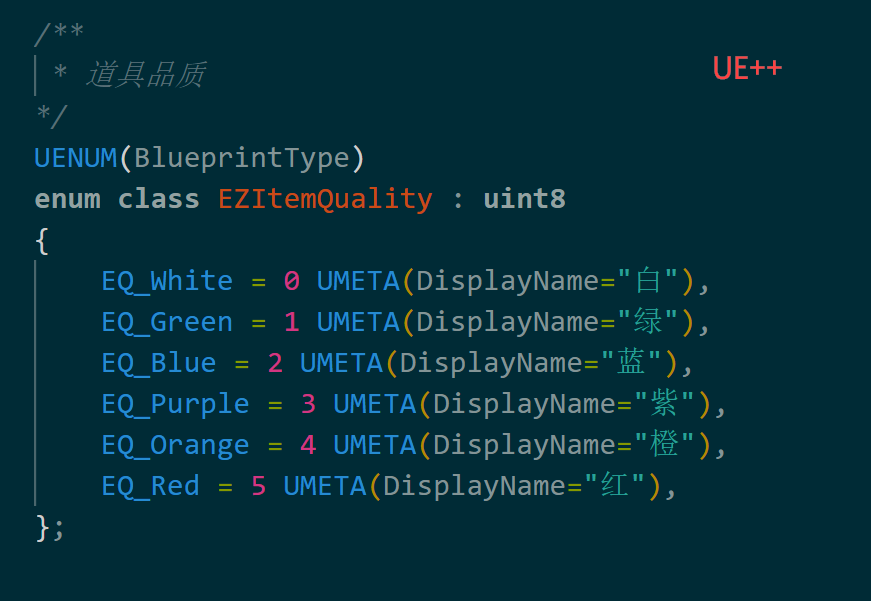 /**
* 道具品质
UE++
*/
UENUM(BlueprintType)
enum class EZItemQuality : uint8
{
EQ_White = 0 UMETA(DisplayName="白"),
EQ_Green = 1 UMETA(DisplayName="绿"),
EQ_Blue = 2 UMETA(DisplayName="蓝"),
EQ_Purple = 3 UMETA(DisplayName="紫"),
EQ_Orange = 4 UMETA(DisplayName="橙"),
EQ_Red = 5 UMETA(DisplayName="红"),
};